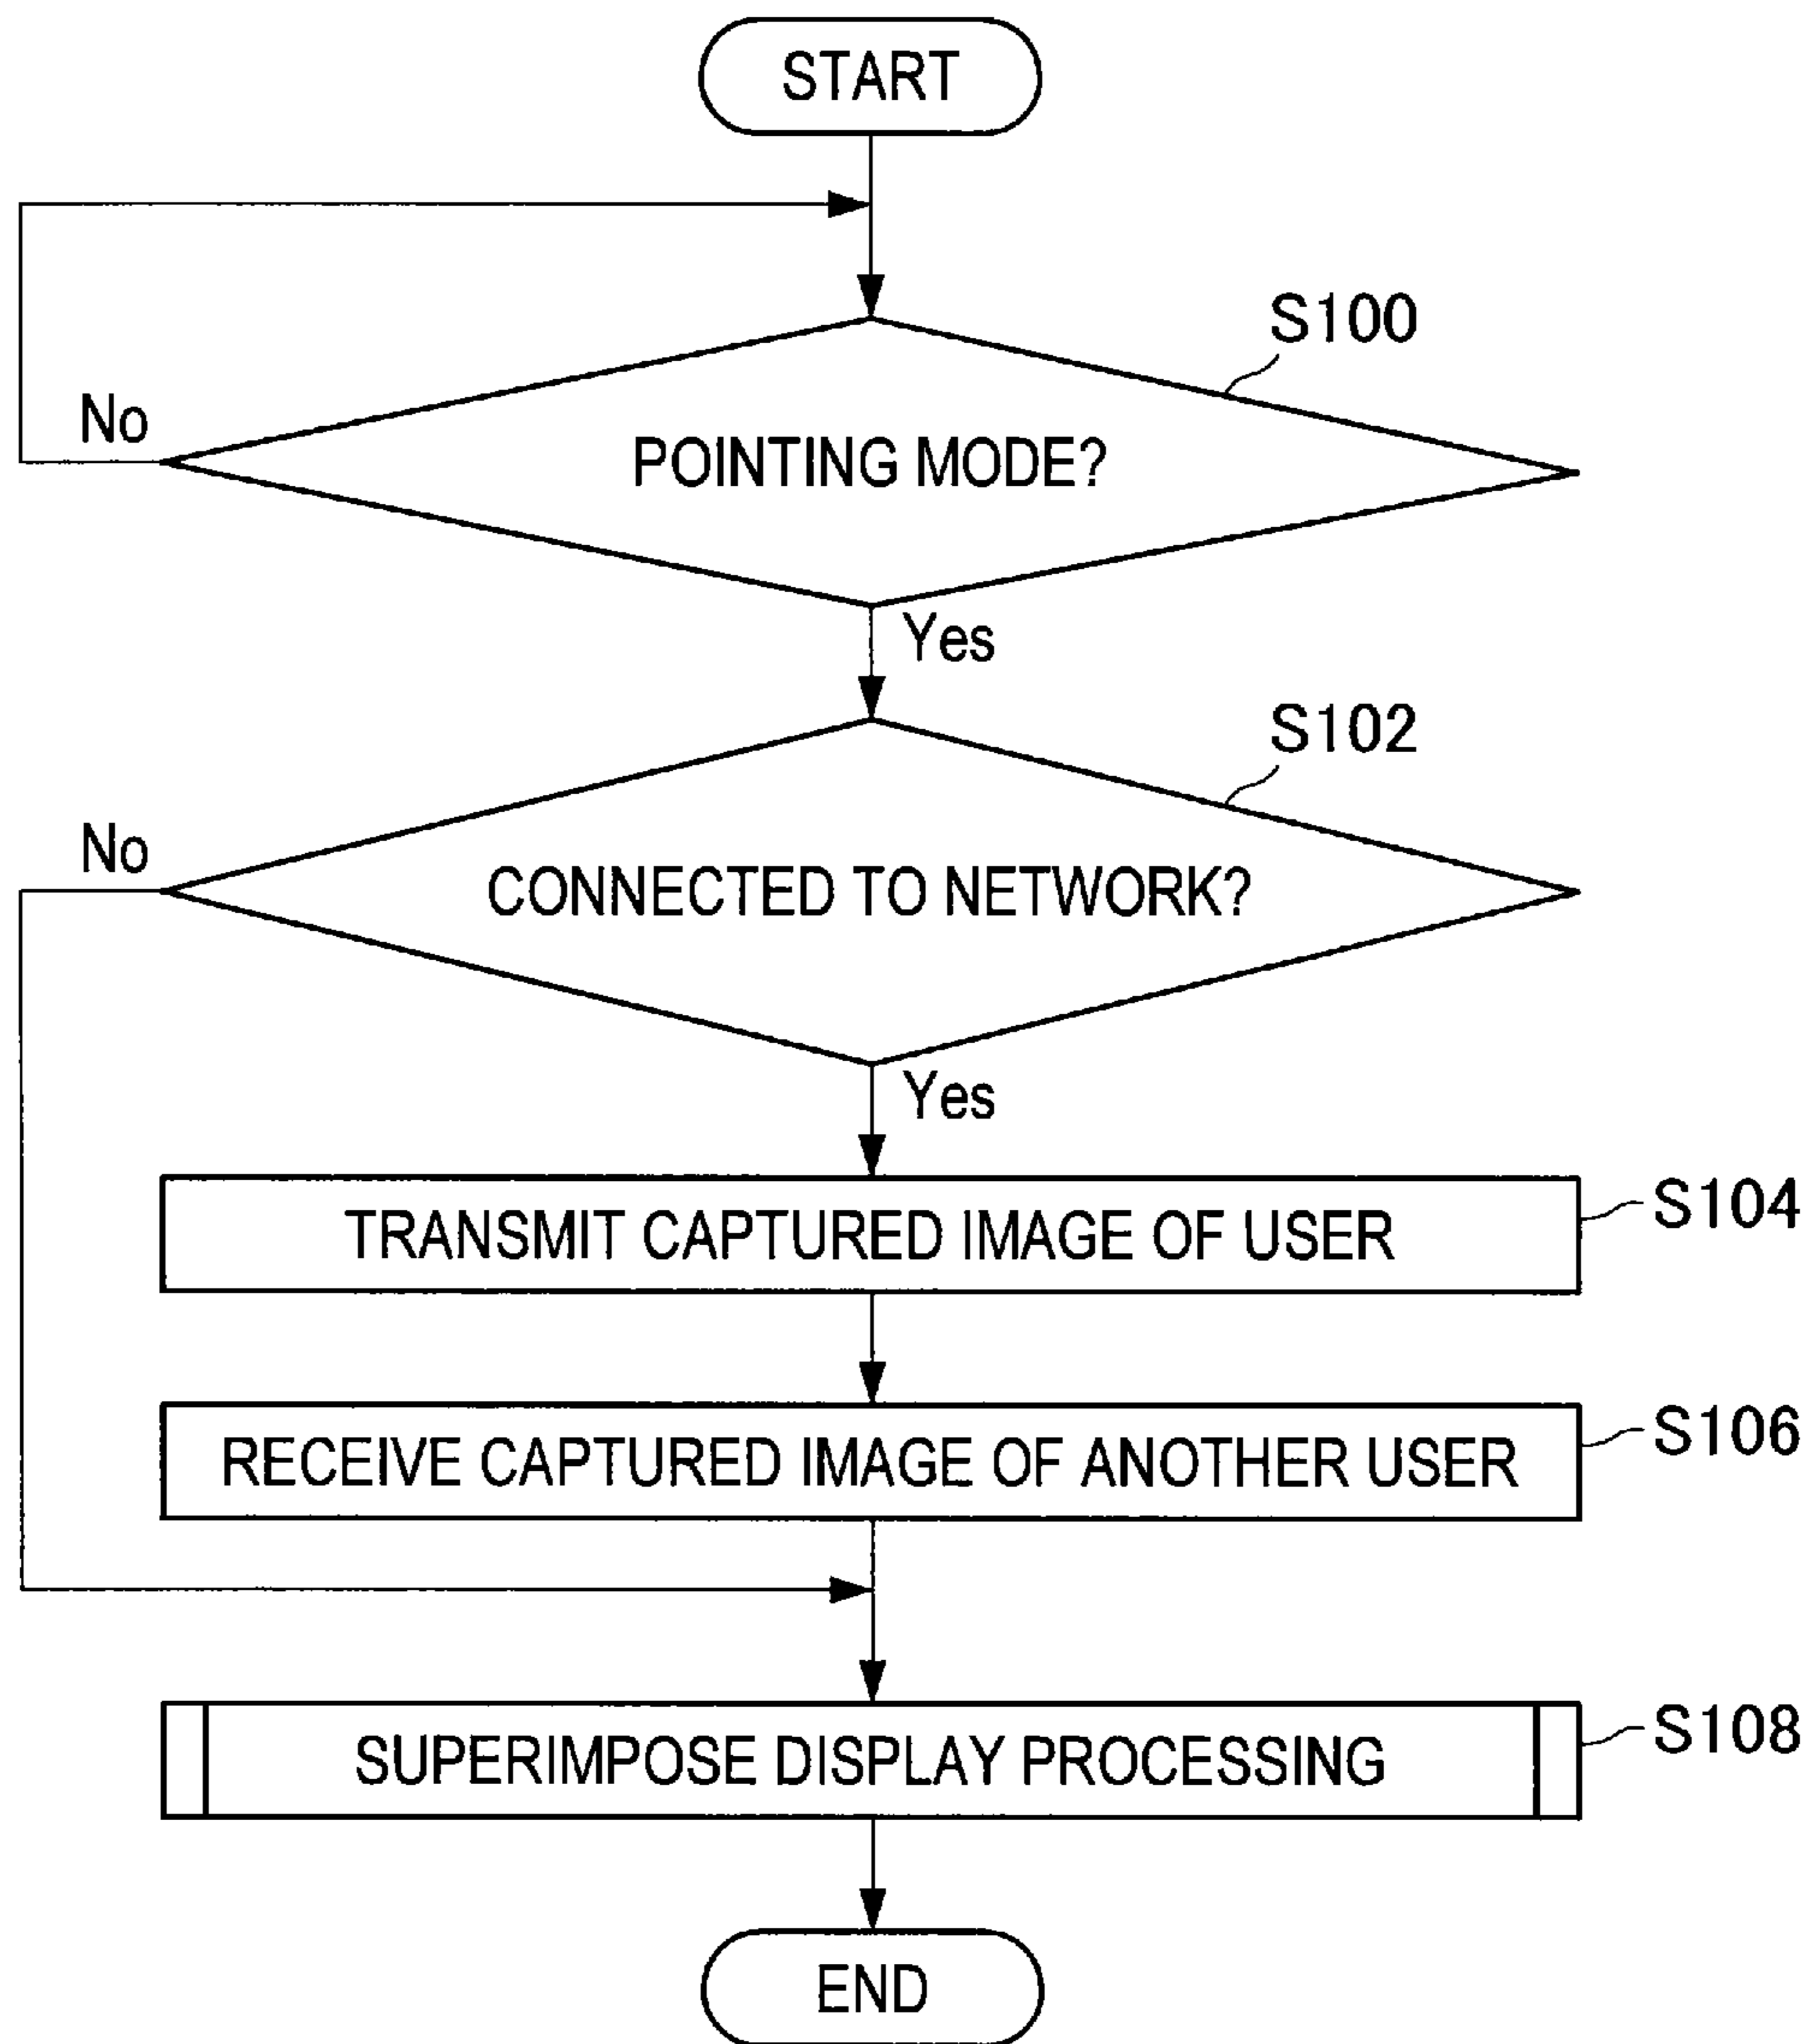 START
S100
No
POINTING MODE?
Yes
S102
No
CONNECTED TO NETWORK?
Yes
TRANSMIT CAPTURED IMAGE OF USER
S104
RECEIVE CAPTURED IMAGE OF ANOTHER USER
S106
SUPERIMPOSE DISPLAY PROCESSING
S108
END